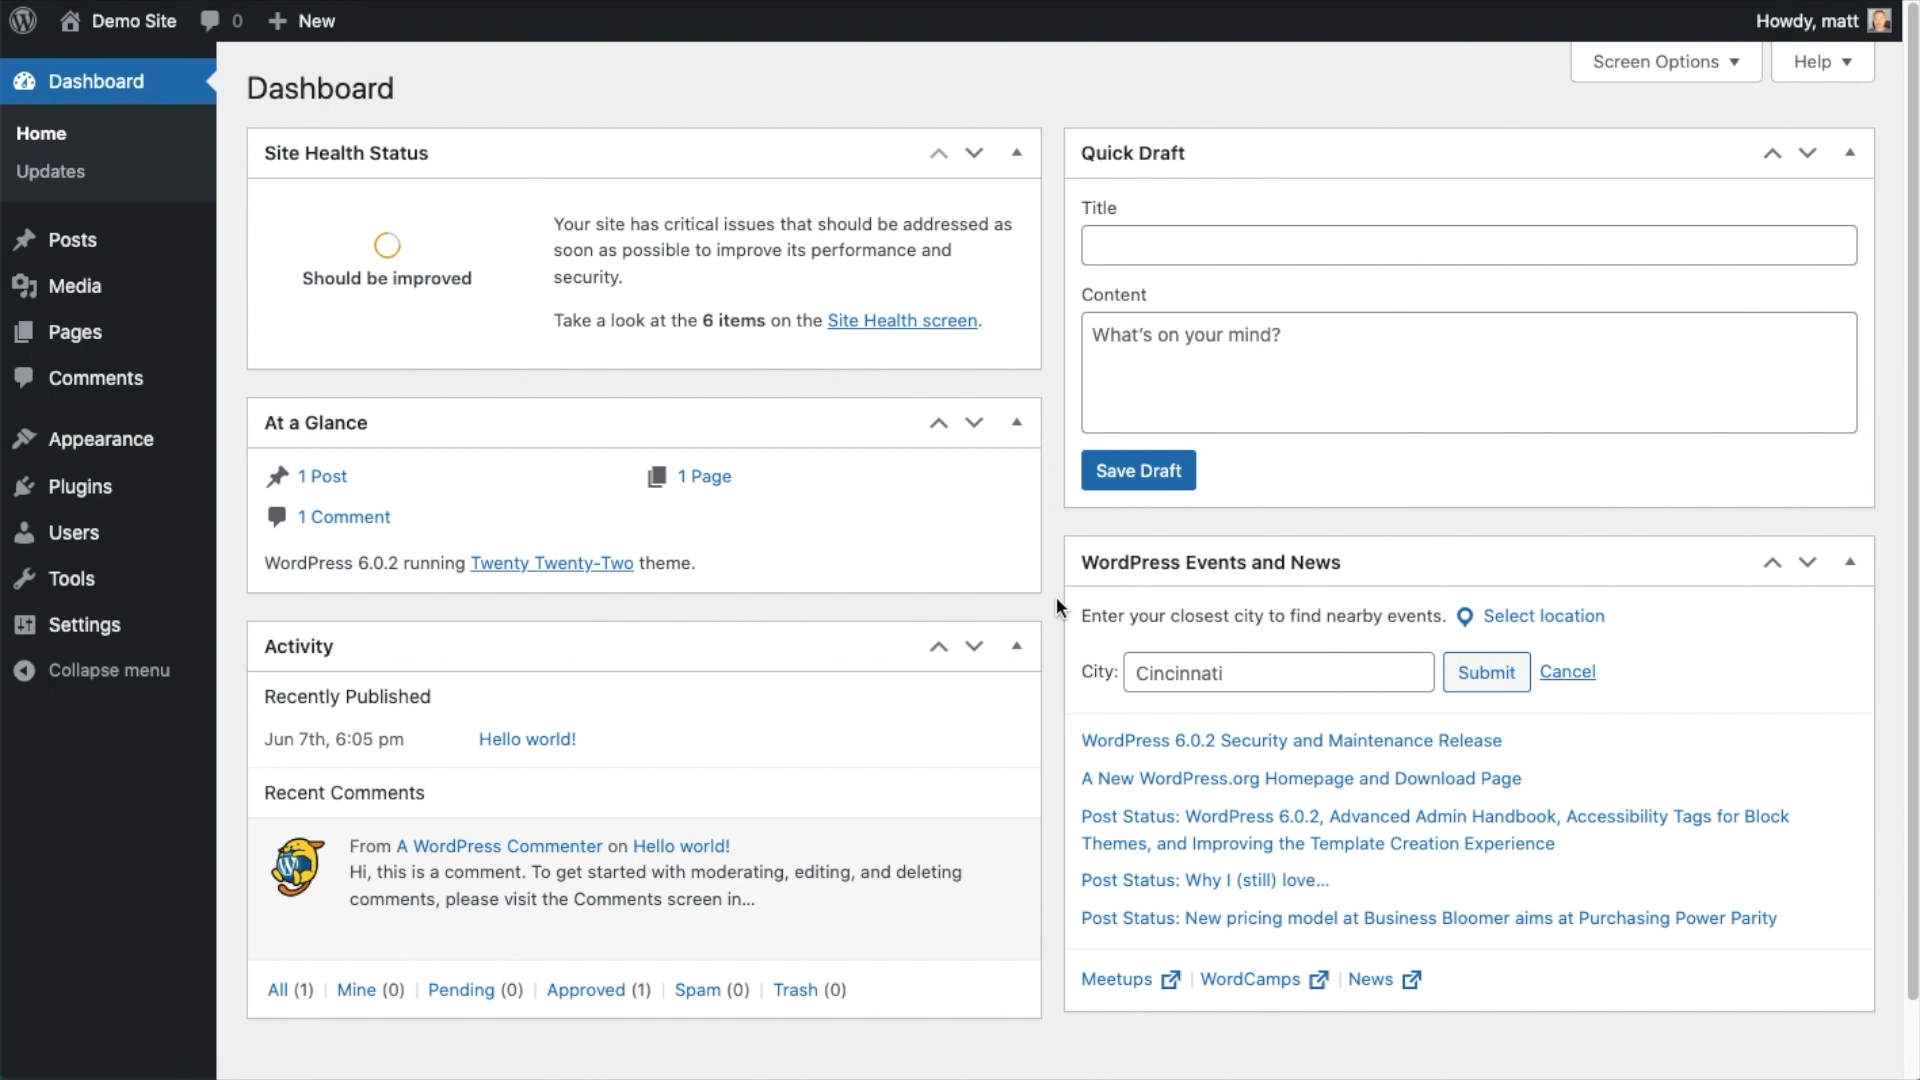 Demo Site
0
New
Howdy, matt
Dashboard
Home
Updates
Posts
Media
Pages
Comments
Appearance
Plugins
Users
Tools
Settings
Collapse menu
Screen Options
Help
Dashboard
Site Health Status
Should be improved
Your site has critical issues that should be addressed as
soon as possible to improve its performance and
security.
Take a look at the 6 items on the Site Health screen.
At a Glance
1 Post
1 Page
1 Comment
WordPress 6.0.2 running Twenty Twenty-Two theme.
Activity
Recently Published
Jun 7th, 6:05 pm Hello world!
Recent Comments
From A WordPress Commenter on Hello world!
Hi, this is a comment. To get started with moderating, editing, and deleting
comments, please visit the Comments screen in…
All (1) | Mine (0) | Pending (0) | Approved (1) | Spam (0) | Trash (0)
Quick Draft
Title
Content
What’s on your mind?
Save Draft
WordPress Events and News
Enter your closest city to find nearby events. Select location
City: Cincinnati Submit Cancel
WordPress 6.0.2 Security and Maintenance Release
A New WordPress.org Homepage and Download Page
Post Status: WordPress 6.0.2, Advanced Admin Handbook, Accessibility Tags for Block
Themes, and Improving the Template Creation Experience
Post Status: Why I (still) love…
Post Status: New pricing model at Business Bloomer aims at Purchasing Power Parity
Meetups | WordCamps | News